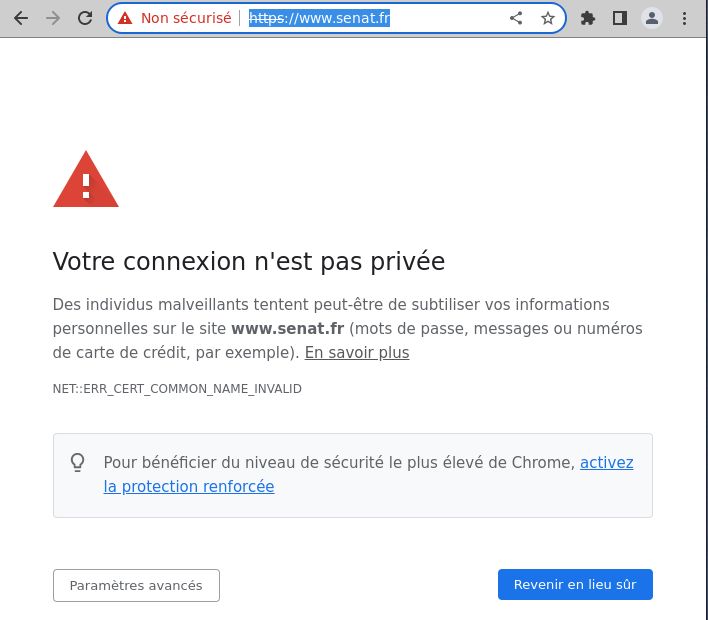 Non sécurisé https://www.senat.fr
Votre connexion n'est pas privée
Des individus malveillants tentent peut-être de subtiliser vos informations
personnelles sur le site www.senat.fr (mots de passe, messages ou numéros
de carte de crédit, par exemple). En savoir plus
NET::ERR_CERT_COMMON_NAME_INVALID
Pour bénéficier du niveau de sécurité le plus élevé de Chrome, activez
la protection renforcée
Paramètres avancés
Revenir en lieu sûr